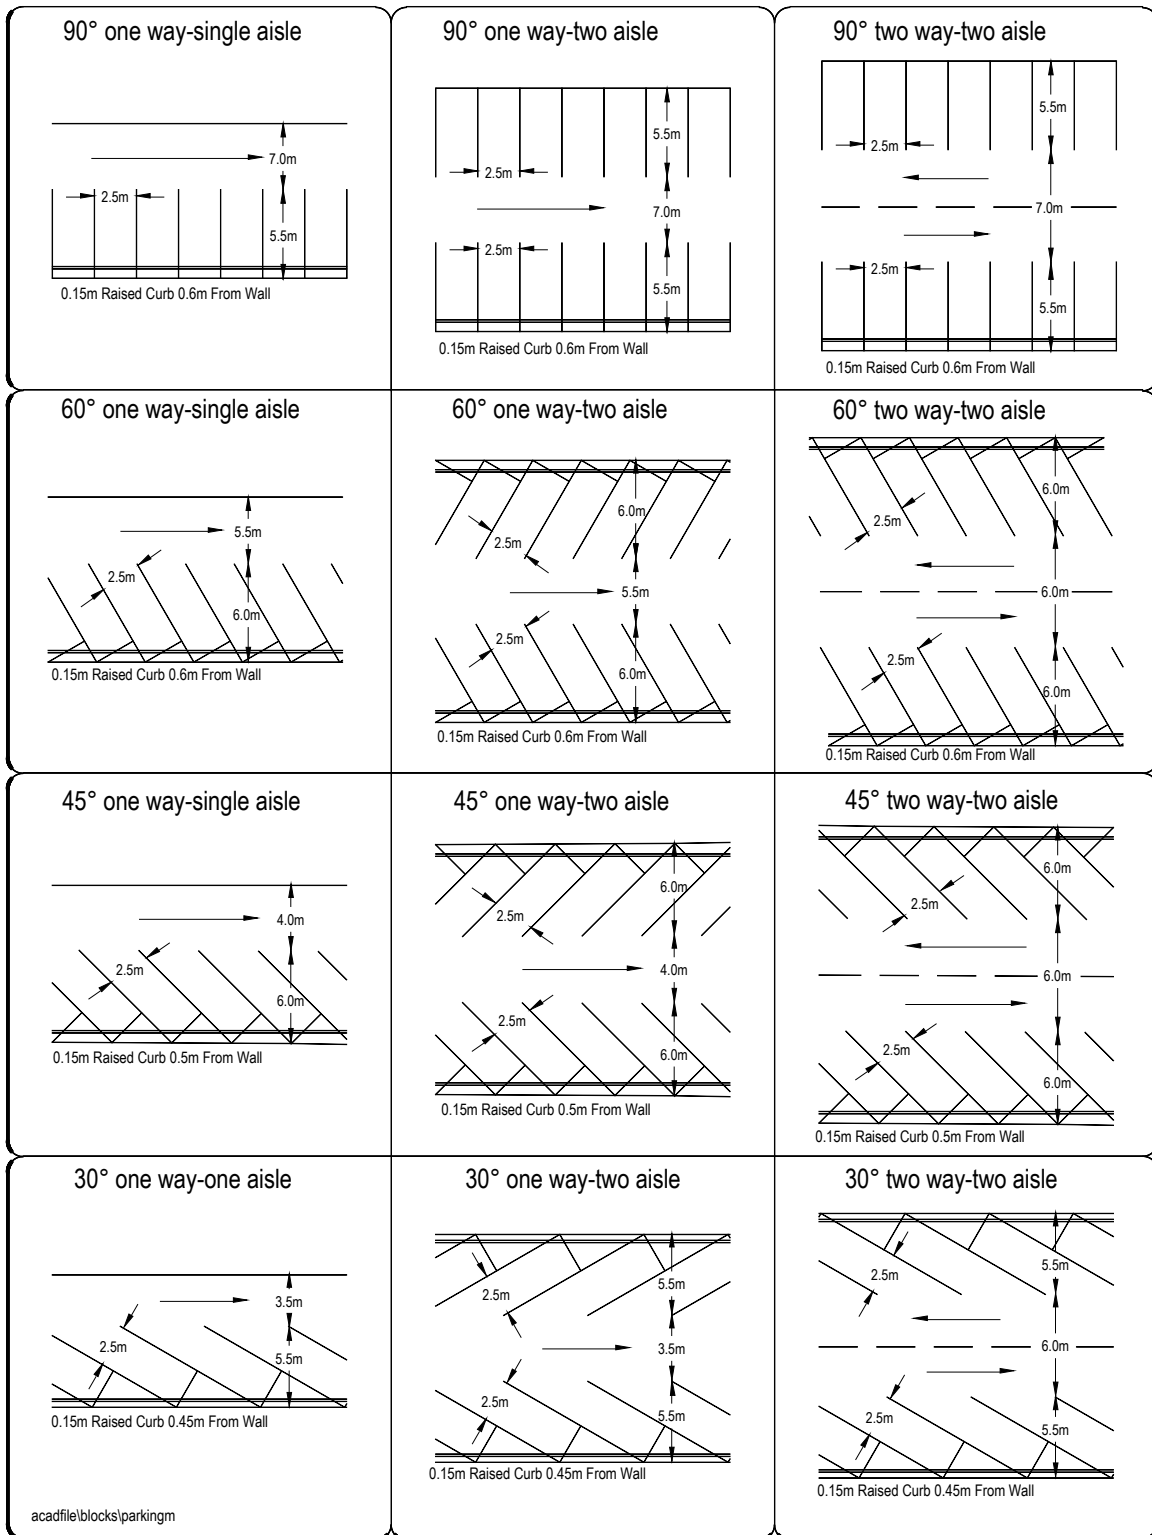 90° one way-single aisle
7.0m
2.5m
5.5m
0.15m Raised Curb 0.6m From Wall
90° one way-two aisle
5.5m
2.5m
7.0m
2.5m
5.5m
0.15m Raised Curb 0.6m From Wall
90° two way-two aisle
5.5m
2.5m
7.0m
2.5m
5.5m
0.15m Raised Curb 0.6m From Wall
60° one way-single aisle
5.5m
2.5m
6.0m
0.15m Raised Curb 0.6m From Wall
60° one way-two aisle
6.0m
2.5m
5.5m
2.5m
6.0m
0.15m Raised Curb 0.6m From Wall
60° two way-two aisle
6.0m
2.5m
6.0m
2.5m
6.0m
0.15m Raised Curb 0.6m From Wall
45° one way-single aisle
4.0m
2.5m
6.0m
0.15m Raised Curb 0.5m From Wall
45° one way-two aisle
6.0m
2.5m
4.0m
2.5m
6.0m
0.15m Raised Curb 0.5m From Wall
45° two way-two aisle
6.0m
2.5m
6.0m
2.5m
6.0m
0.15m Raised Curb 0.5m From Wall
30° one way-one aisle
3.5m
2.5m
5.5m
0.15m Raised Curb 0.45m From Wall
30° one way-two aisle
5.5m
2.5m
3.5m
2.5m
5.5m
0.15m Raised Curb 0.45m From Wall
30° two way-two aisle
5.5m
2.5m
6.0m
2.5m
5.5m
0.15m Raised Curb 0.45m From Wall
acadfile\blocks\parkingm